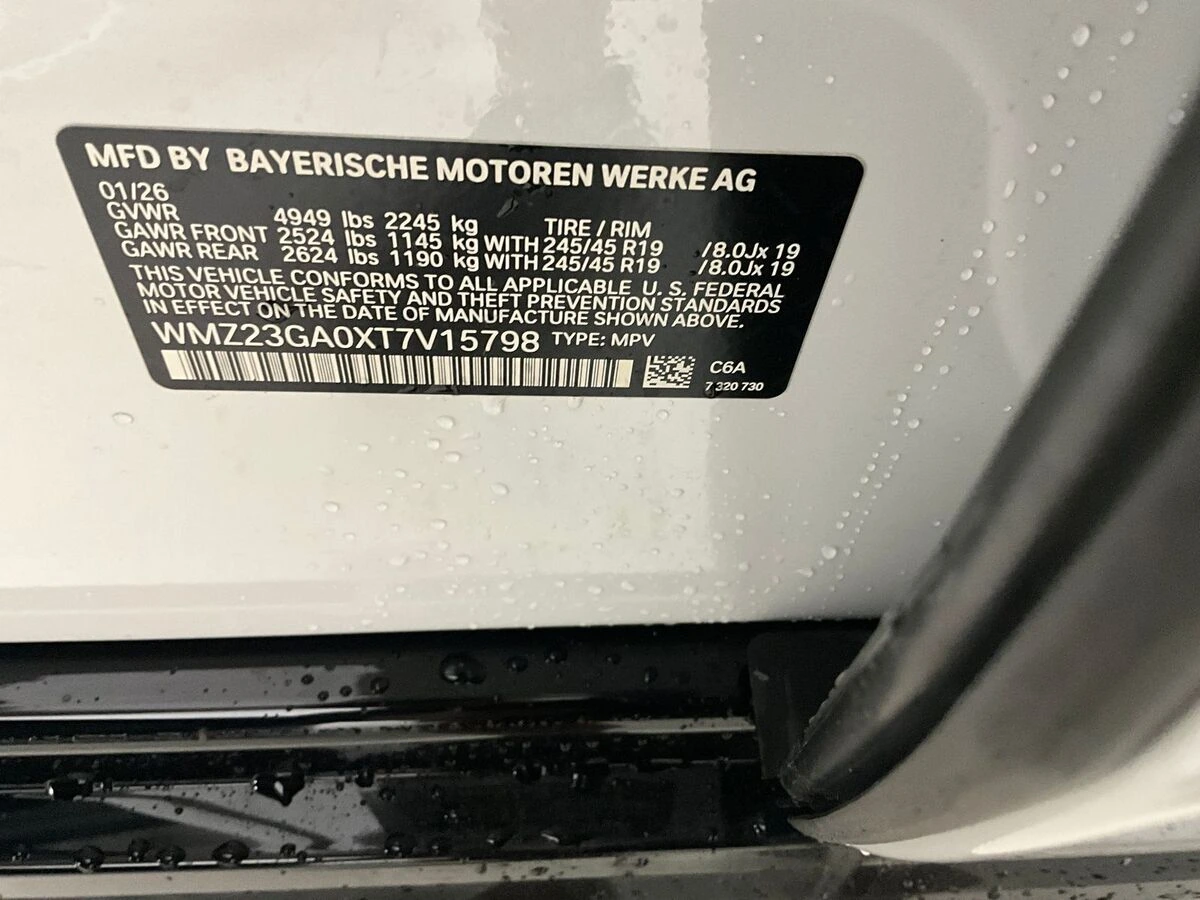 MFD BY BAYERISCHE MOTOREN WERKE AG
01/26
GVWR 4949 lbs 2245 kg TIRE / RIM
GAWR FRONT 2524 lbs 1145 kg WITH 245/45 R19 /8.0Jx 19
GAWR REAR 2624 lbs 1190 kg WITH 245/45 R19 /8.0Jx 19
THIS VEHICLE CONFORMS TO ALL APPLICABLE U. S. FEDERAL
MOTOR VEHICLE SAFETY AND THEFT PREVENTION STANDARDS
IN EFFECT ON THE DATE OF MANUFACTURE SHOWN ABOVE.
WMZ23GA0XT7V15798 TYPE: MPV
C6A
7 320 730